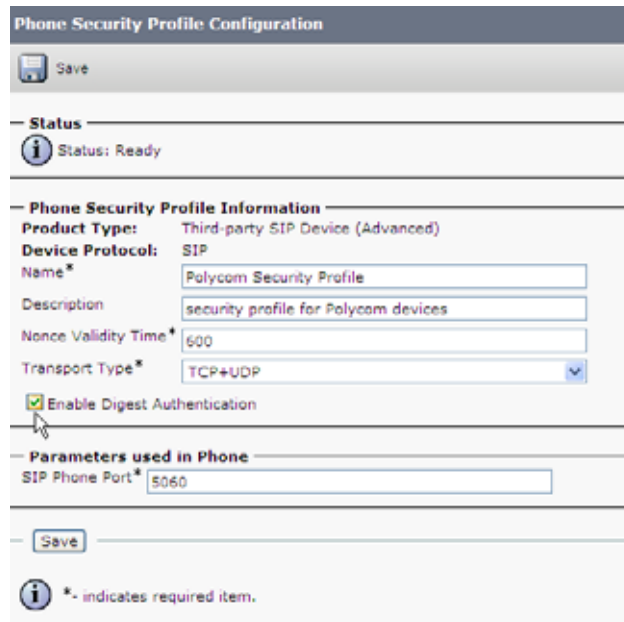 Phone Security Profile Configuration
Save
Status
i Status: Ready
Phone Security Profile Information
Product Type: Third-party SIP Device (Advanced)
Device Protocol: SIP
Name* Polycom Security Profile
Description security profile for Polycom devices
Nonce Validity Time* 600
Transport Type* TCP+UDP
Enable Digest Authentication
Parameters used in Phone
SIP Phone Port* 5060
Save
i *- indicates required item.